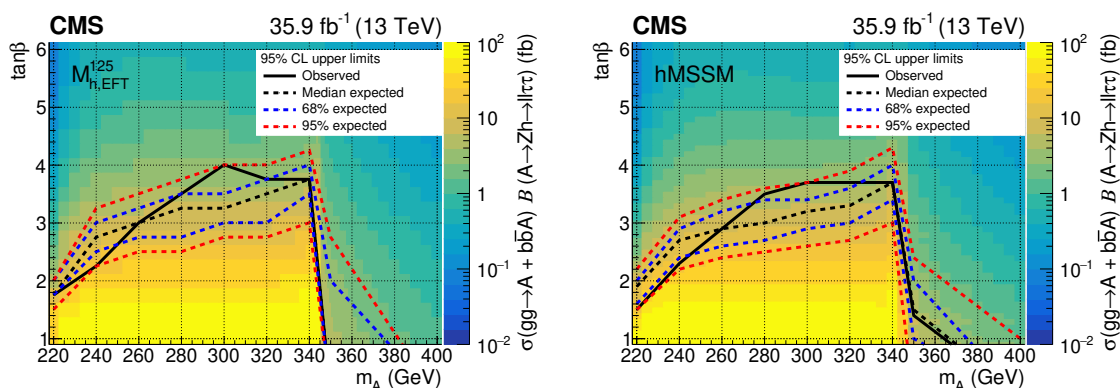 CMS 35.9 fb⁻¹ (13 TeV)
tanβ
6
5
4
3
2
1
M¹²⁵h,EFT
95% CL upper limits
Observed
Median expected
68% expected
95% expected
220 240 260 280 300 320 340 360 380 400
m_A (GeV)
10²
10
1
10⁻¹
10⁻²
σ(gg→A + bb̄A) B (A→Zh→llττ) (fb)
CMS 35.9 fb⁻¹ (13 TeV)
tanβ
6
5
4
3
2
1
hMSSM
95% CL upper limits
Observed
Median expected
68% expected
95% expected
220 240 260 280 300 320 340 360 380 400
m_A (GeV)
10²
10
1
10⁻¹
10⁻²
σ(gg→A + bb̄A) B (A→Zh→llττ) (fb)